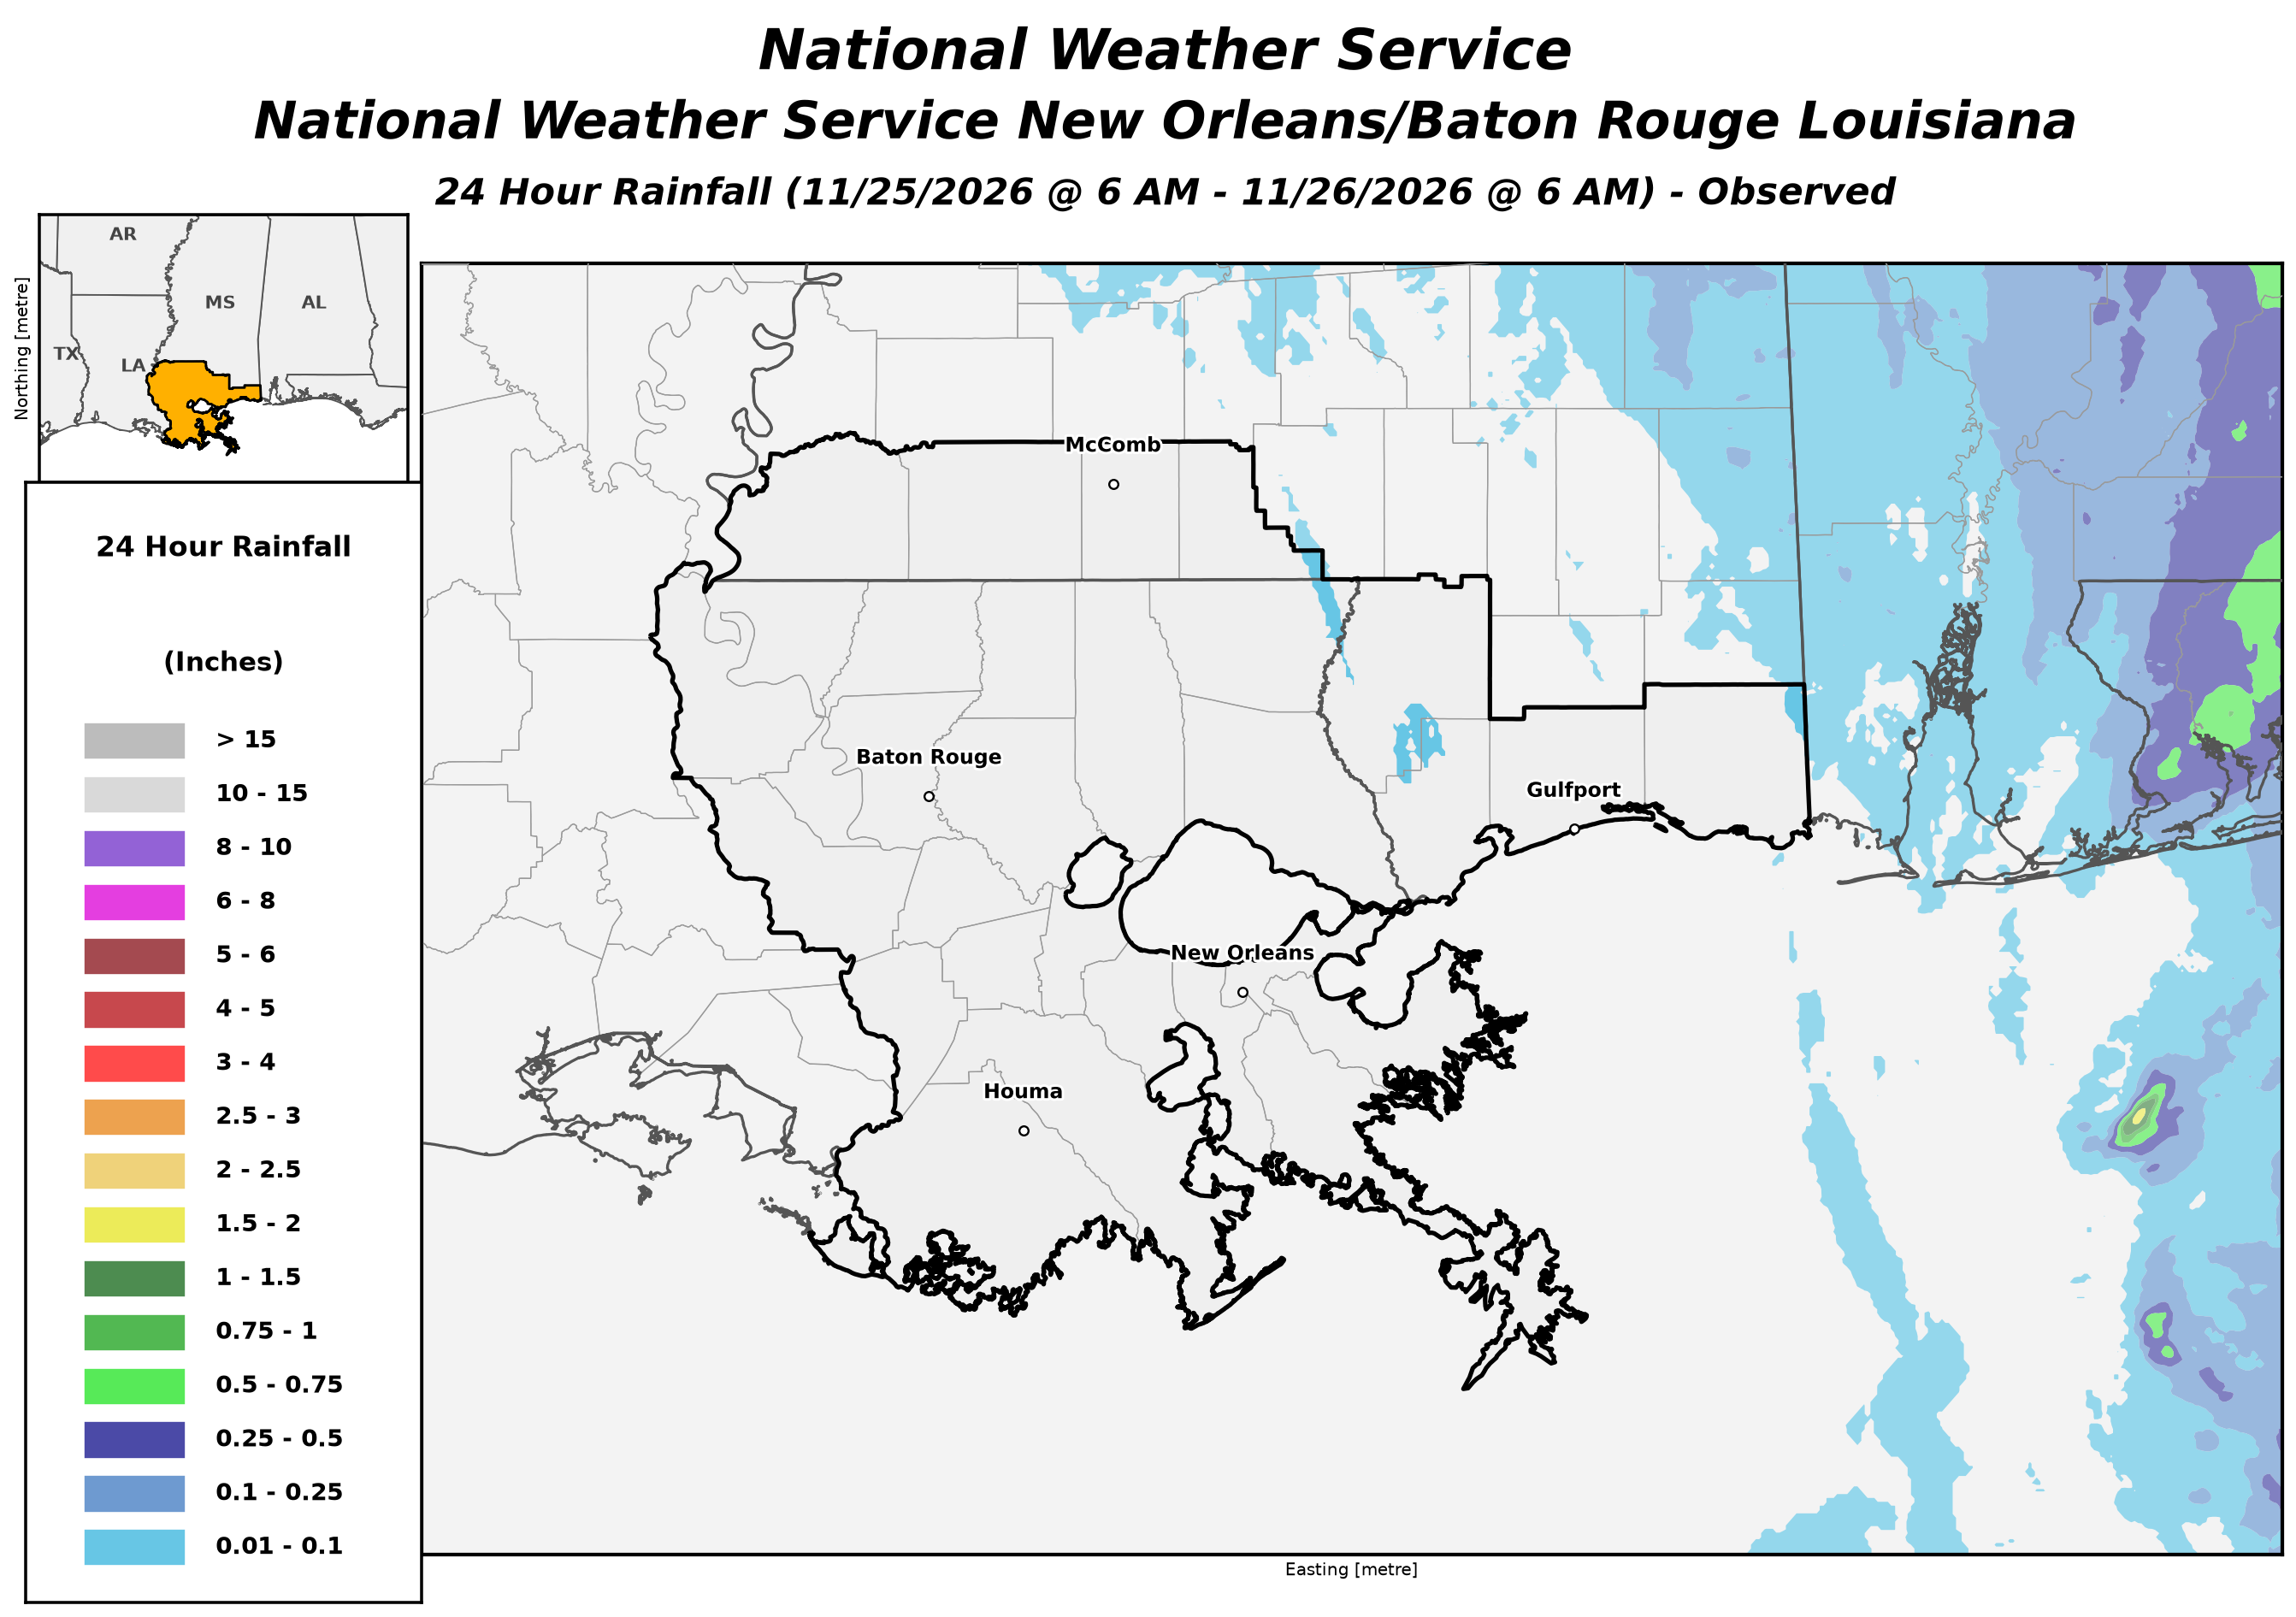 National Weather Service
National Weather Service New Orleans/Baton Rouge Louisiana
24 Hour Rainfall (11/25/2026 @ 6 AM - 11/26/2026 @ 6 AM) - Observed
AR
MS
AL
TX
LA
Northing [metre]
24 Hour Rainfall
(Inches)
> 15
10 - 15
8 - 10
6 - 8
5 - 6
4 - 5
3 - 4
2.5 - 3
2 - 2.5
1.5 - 2
1 - 1.5
0.75 - 1
0.5 - 0.75
0.25 - 0.5
0.1 - 0.25
0.01 - 0.1
McComb
Baton Rouge
Gulfport
New Orleans
Houma
Easting [metre]